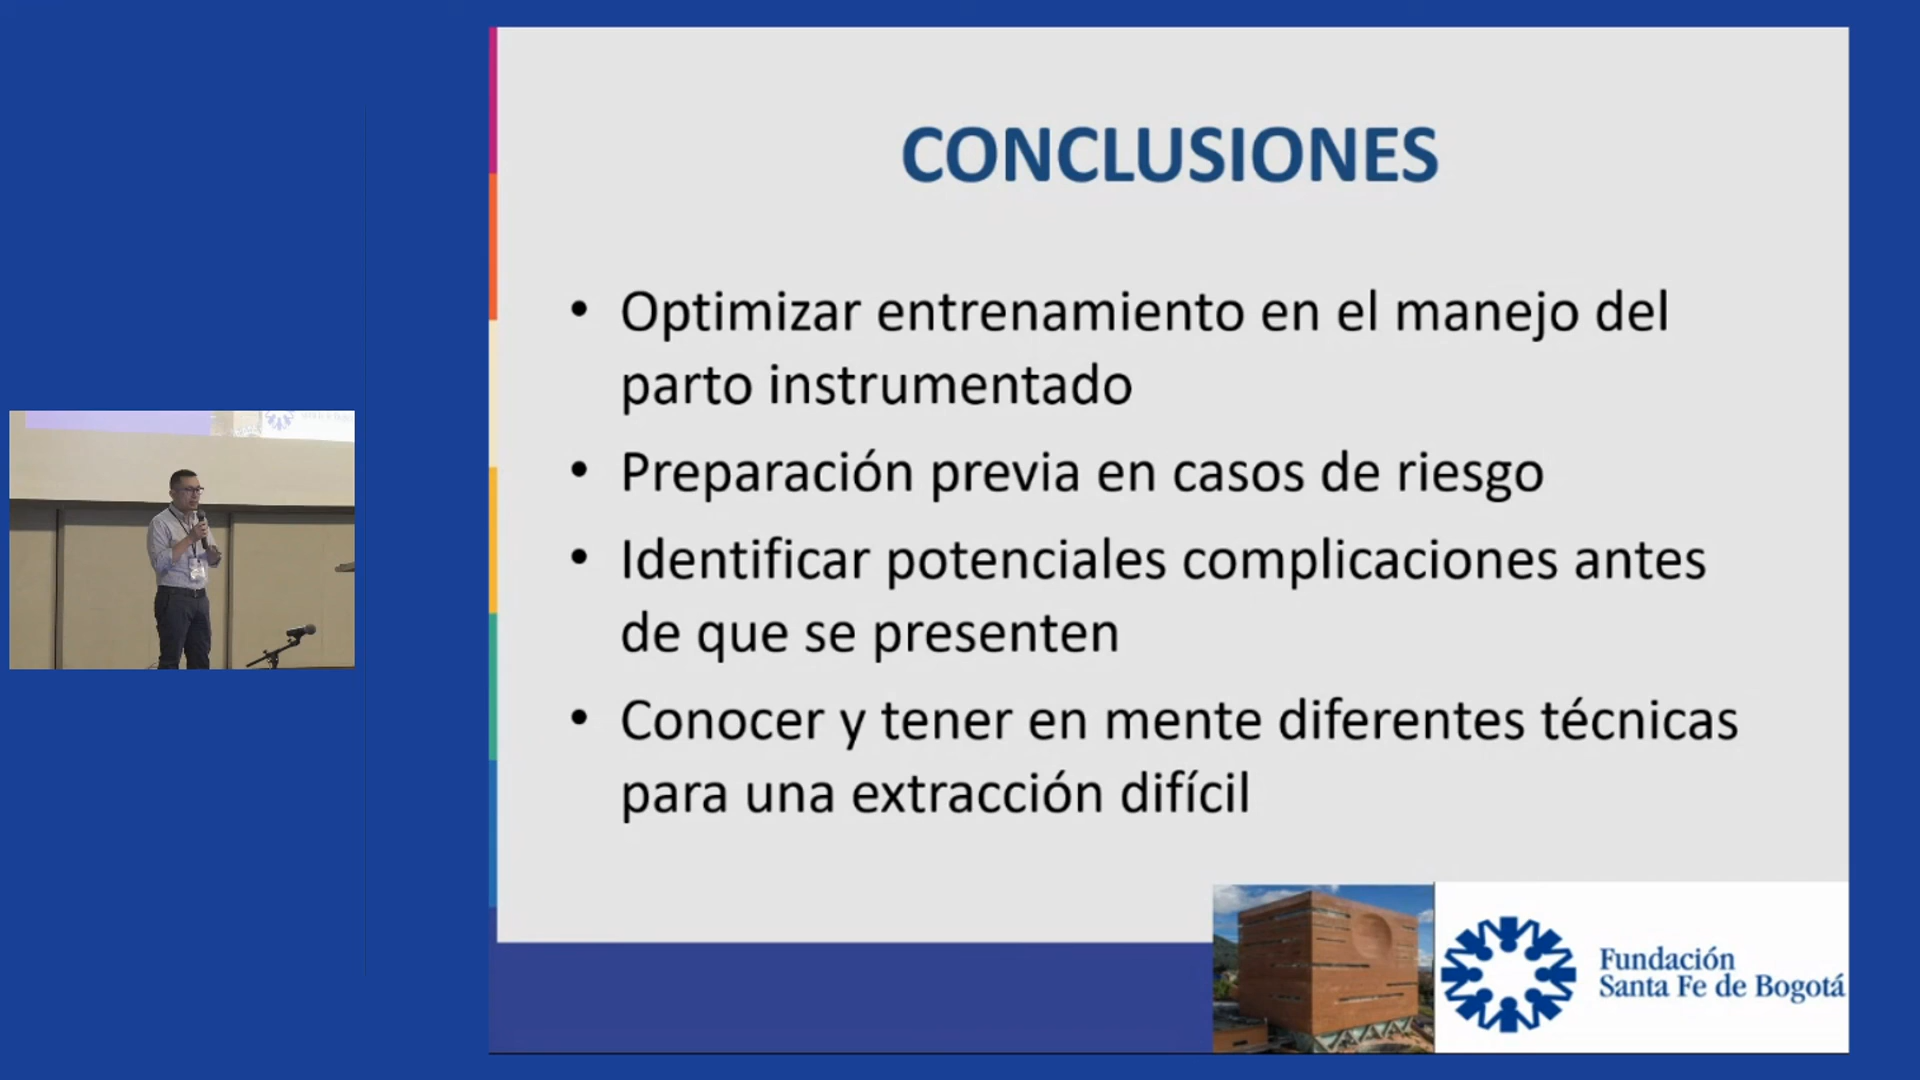 CONCLUSIONES
• Optimizar entrenamiento en el manejo del
parto instrumentado
• Preparación previa en casos de riesgo
• Identificar potenciales complicaciones antes
de que se presenten
• Conocer y tener en mente diferentes técnicas
para una extracción difícil
Fundación
Santa Fe de Bogotá